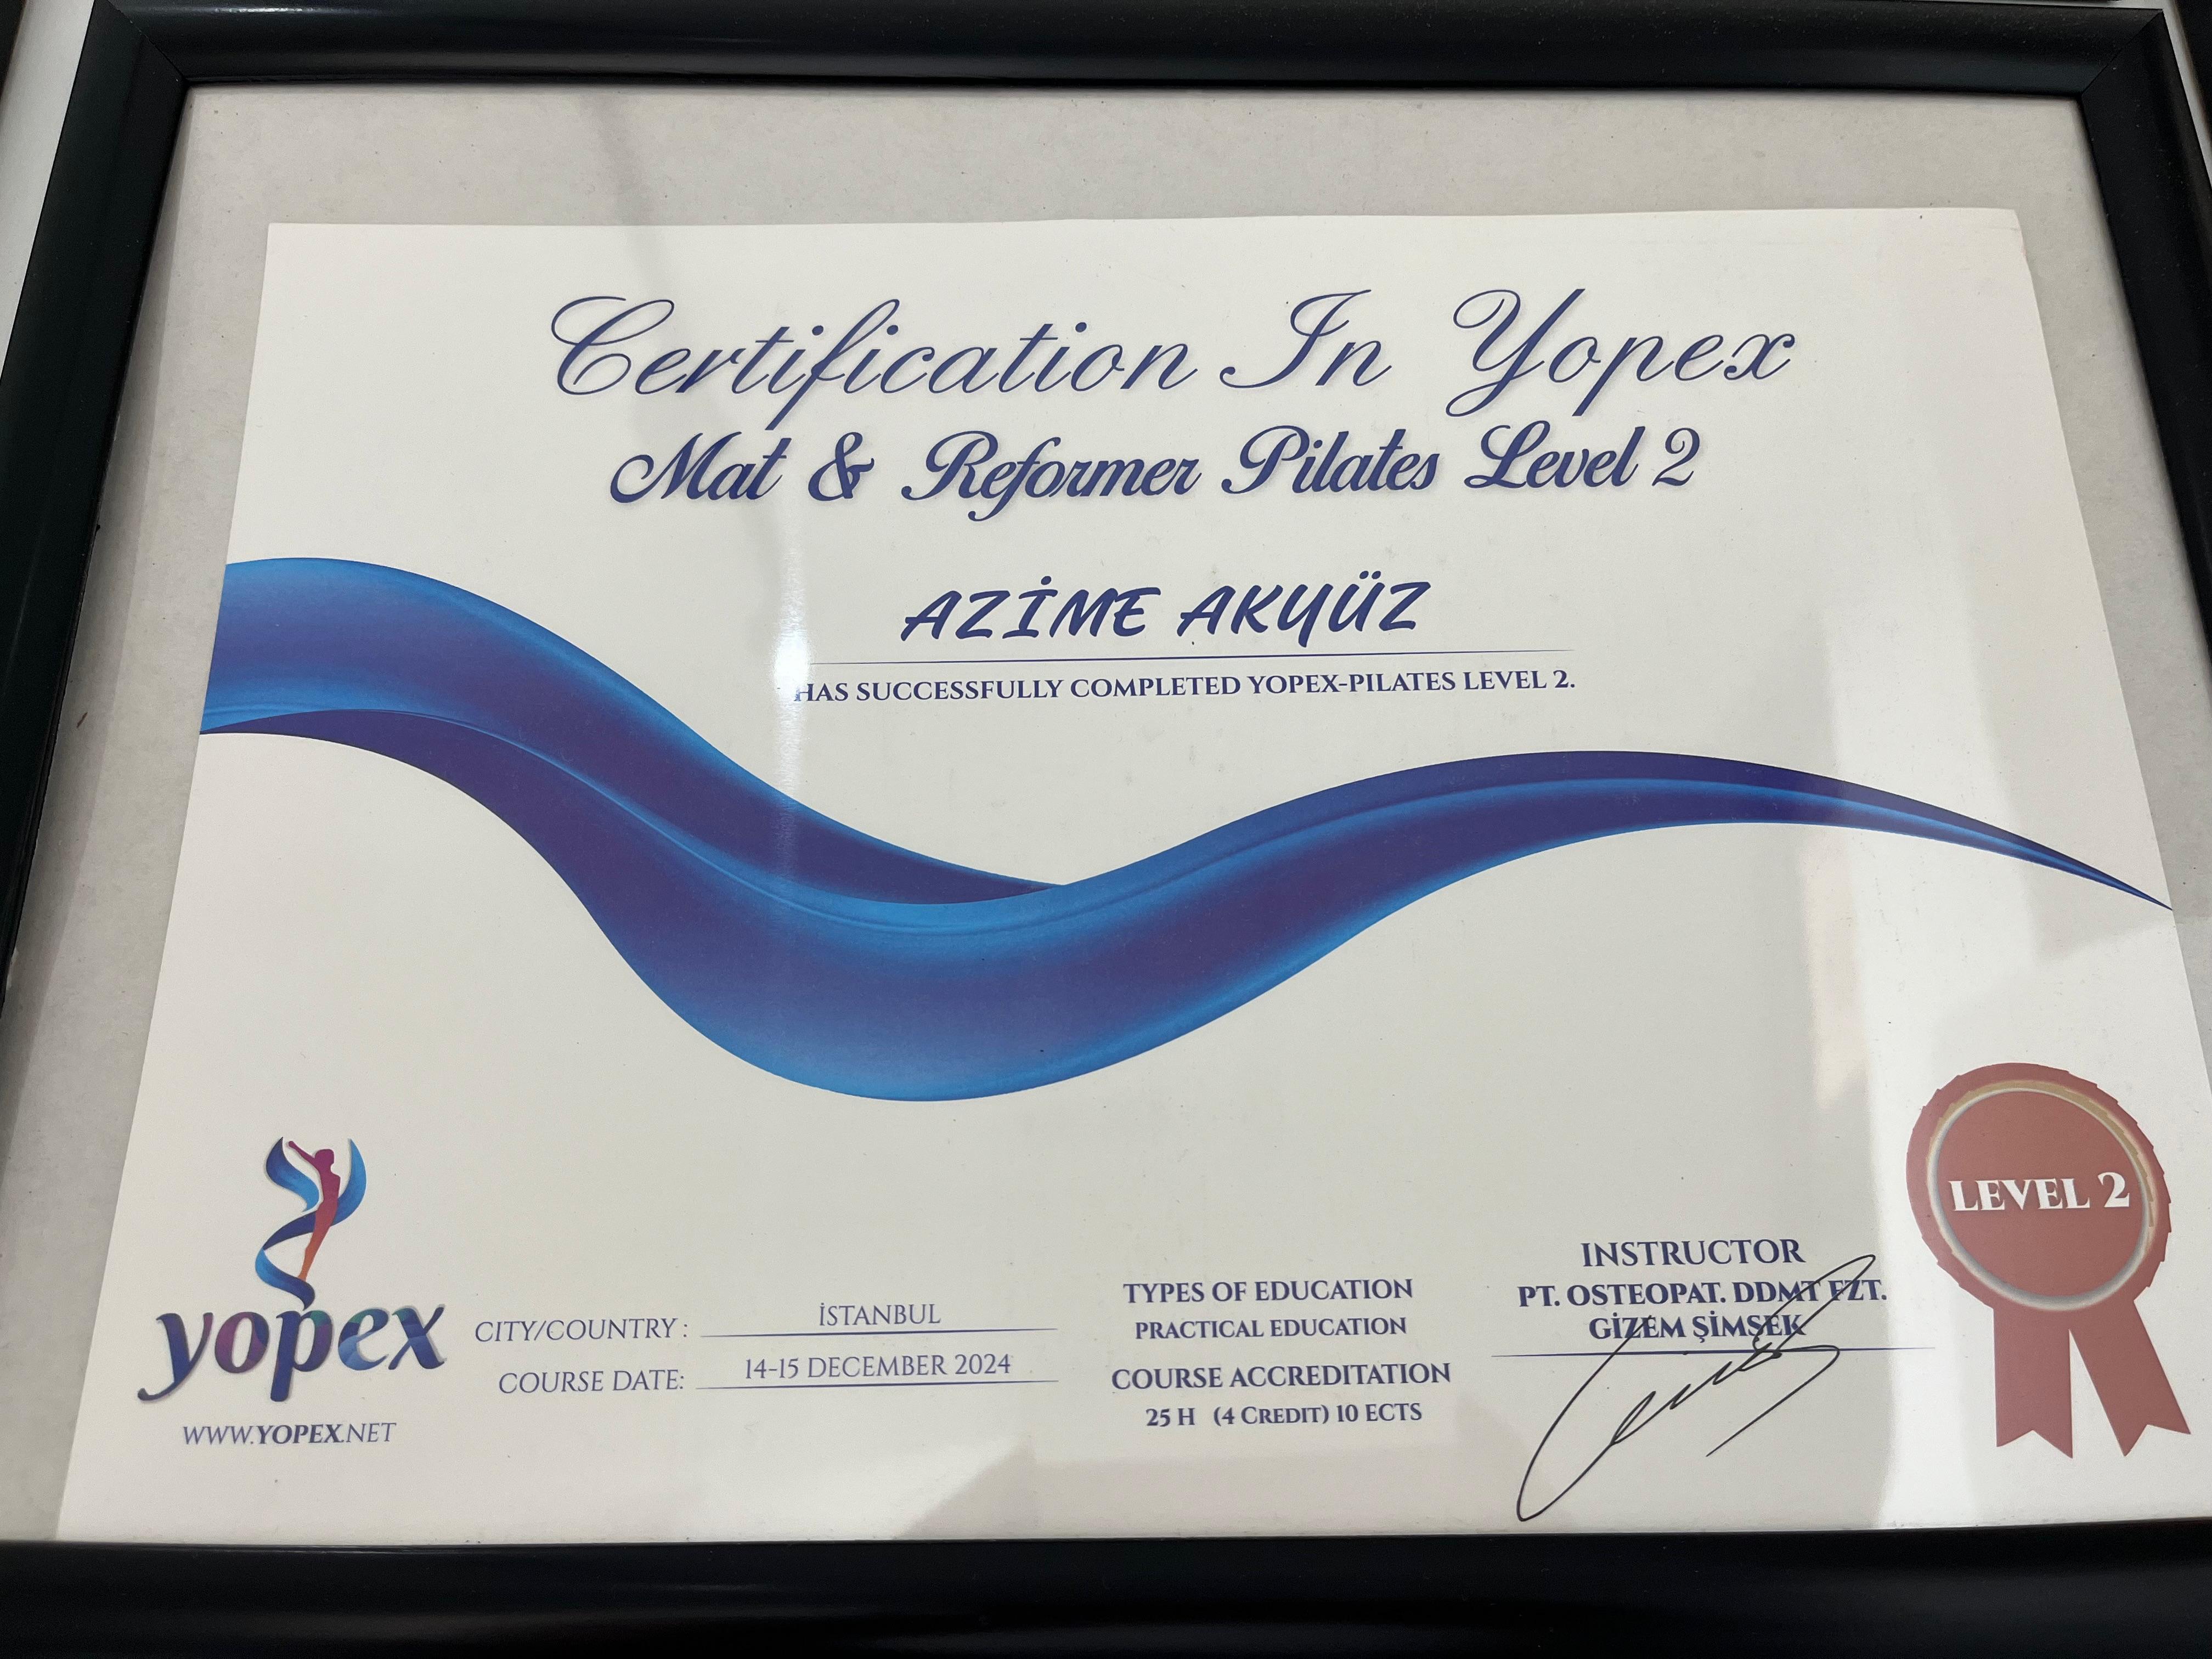 Certification In Yopex
Mat & Reformer Pilates Level 2
AZİME AKYÜZ
HAS SUCCESSFULLY COMPLETED YOPEX-PILATES LEVEL 2.
yopex
WWW.YOPEX.NET
CITY/COUNTRY : İSTANBUL
COURSE DATE: 14-15 DECEMBER 2024
TYPES OF EDUCATION
PRACTICAL EDUCATION
COURSE ACCREDITATION
25 H (4 CREDIT) 10 ECTS
INSTRUCTOR
PT. OSTEOPAT. DDMT FZT.
GİZEM ŞİMŞEK
LEVEL 2